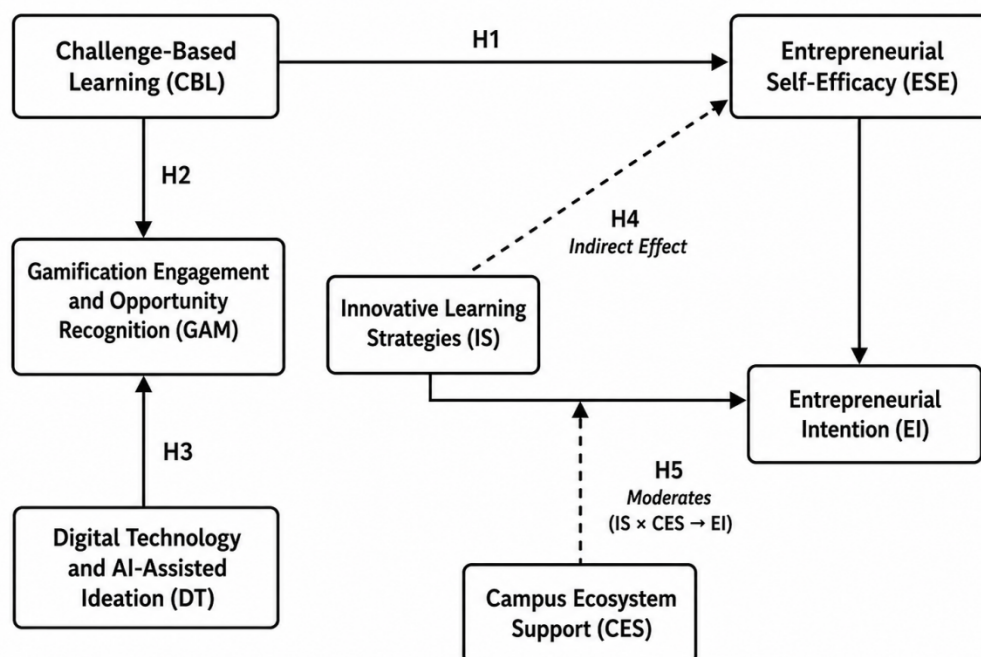 Challenge-Based
Learning (CBL)
H1
Entrepreneurial
Self-Efficacy (ESE)
H2
H4
Indirect Effect
Gamification Engagement
and Opportunity
Recognition (GAM)
Innovative Learning
Strategies (IS)
Entrepreneurial
Intention (EI)
H3
H5
Moderates
(IS × CES → EI)
Digital Technology
and AI-Assisted
Ideation (DT)
Campus Ecosystem
Support (CES)